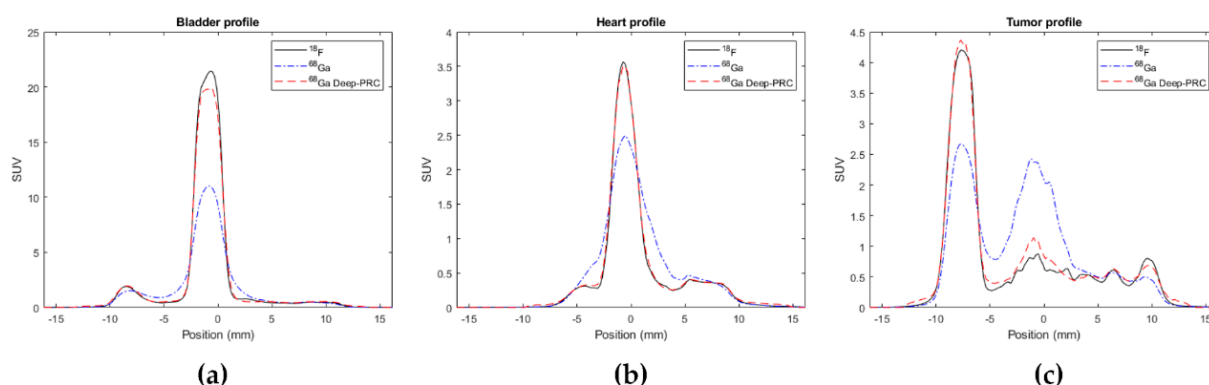 Bladder profile
25
20
15
10
5
0
SUV
-15 -10 -5 0 5 10 15
Position (mm)
18F
68Ga
68Ga Deep-PRC
(a)
Heart profile
4
3.5
3
2.5
2
1.5
1
0.5
0
SUV
-15 -10 -5 0 5 10 15
Position (mm)
18F
68Ga
68Ga Deep-PRC
(b)
Tumor profile
4.5
4
3.5
3
2.5
2
1.5
1
0.5
0
SUV
-15 -10 -5 0 5 10 15
Position (mm)
18F
68Ga
68Ga Deep-PRC
(c)